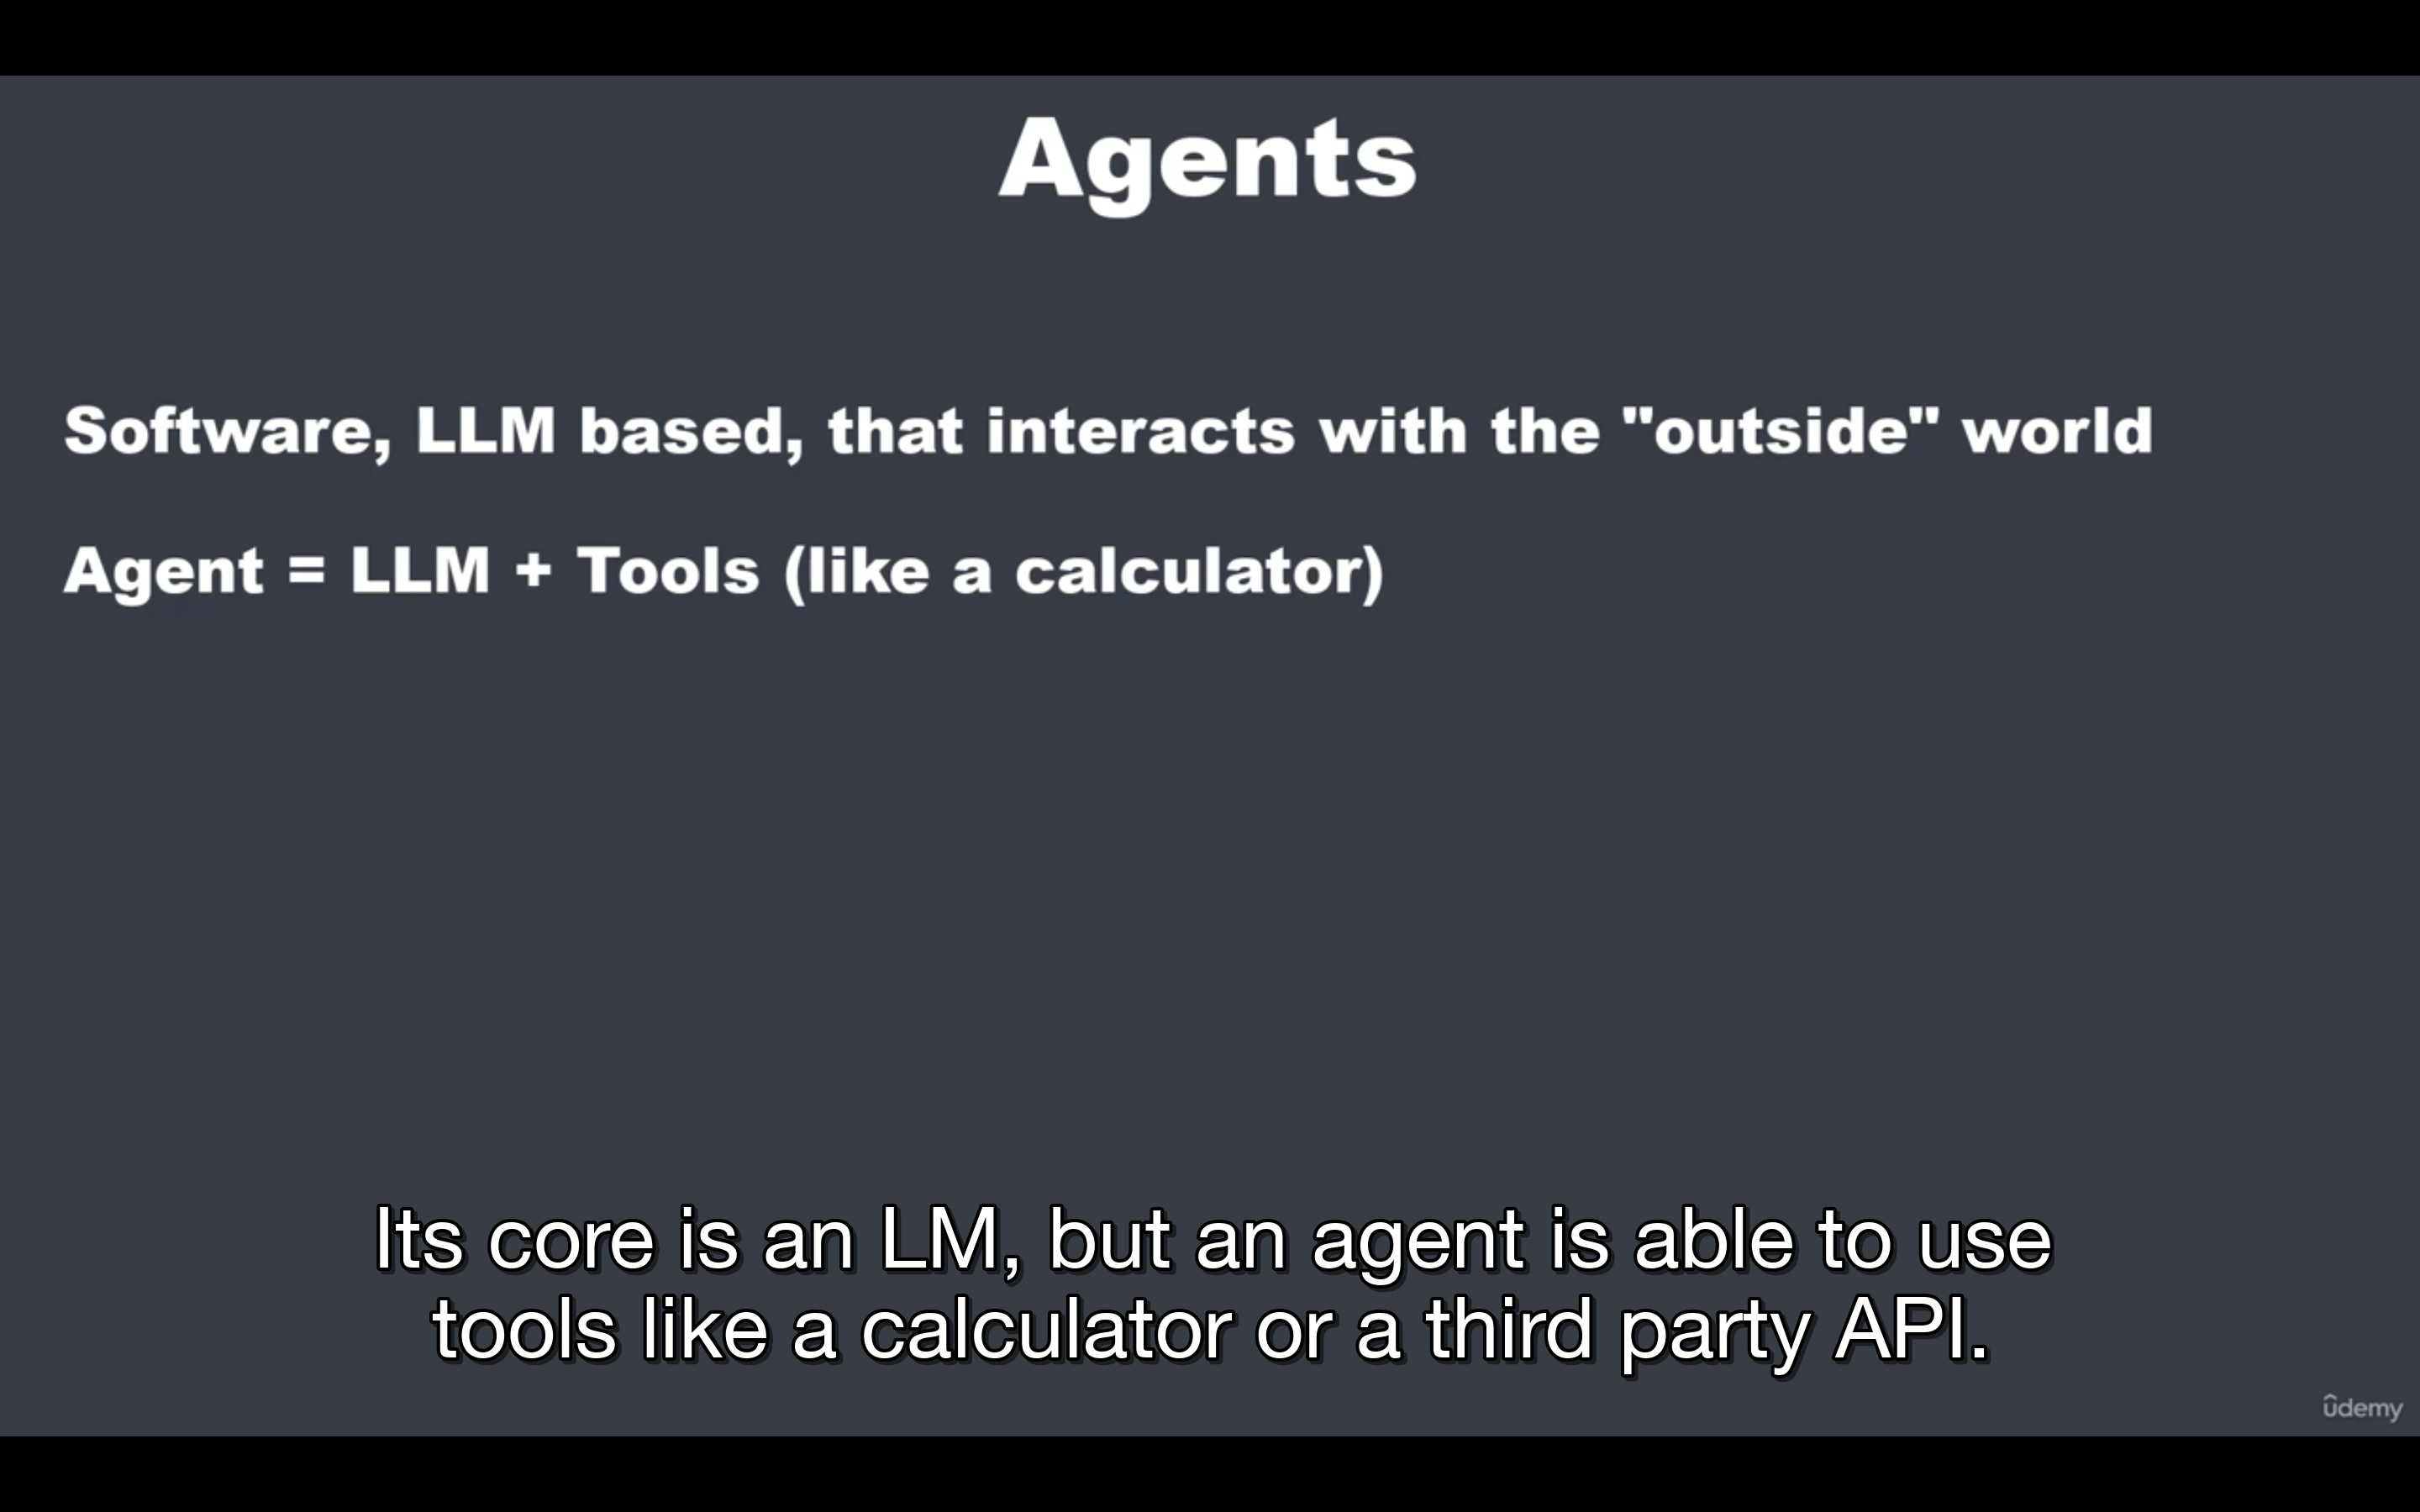 Agents
Software, LLM based, that interacts with the "outside" world
Agent = LLM + Tools (like a calculator)
Its core is an LM, but an agent is able to use
tools like a calculator or a third party API.
ûdemy